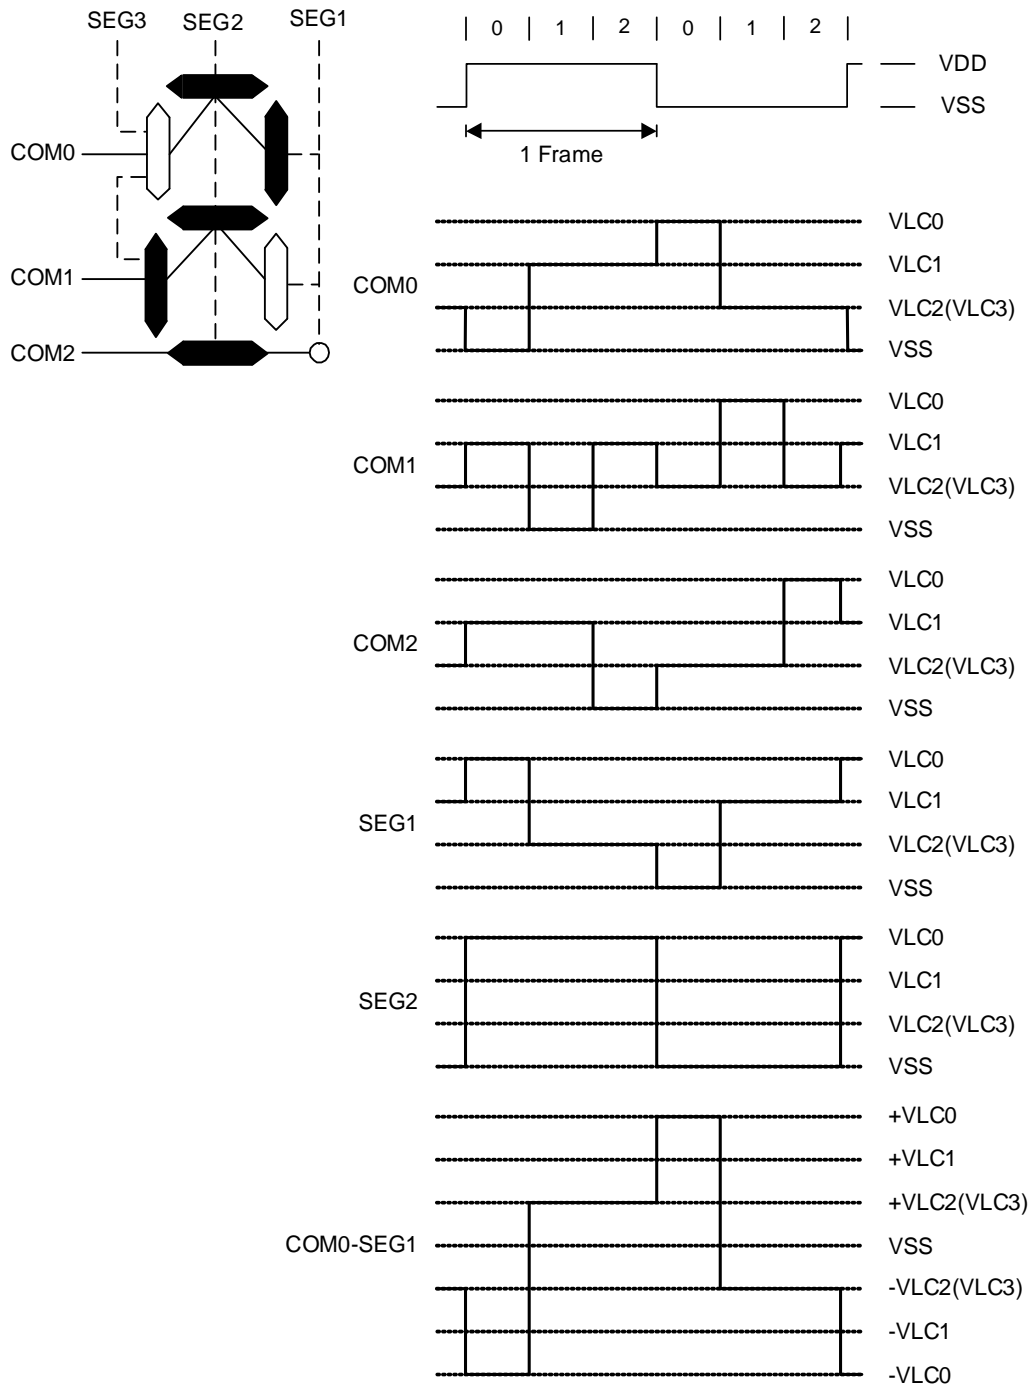 SEG3 SEG2 SEG1
COM0
COM1
COM2
0 1 2 0 1 2
VDD
VSS
1 Frame
COM0
VLC0
VLC1
VLC2(VLC3)
VSS
COM1
VLC0
VLC1
VLC2(VLC3)
VSS
COM2
VLC0
VLC1
VLC2(VLC3)
VSS
SEG1
VLC0
VLC1
VLC2(VLC3)
VSS
SEG2
VLC0
VLC1
VLC2(VLC3)
VSS
COM0-SEG1
+VLC0
+VLC1
+VLC2(VLC3)
VSS
-VLC2(VLC3)
-VLC1
-VLC0